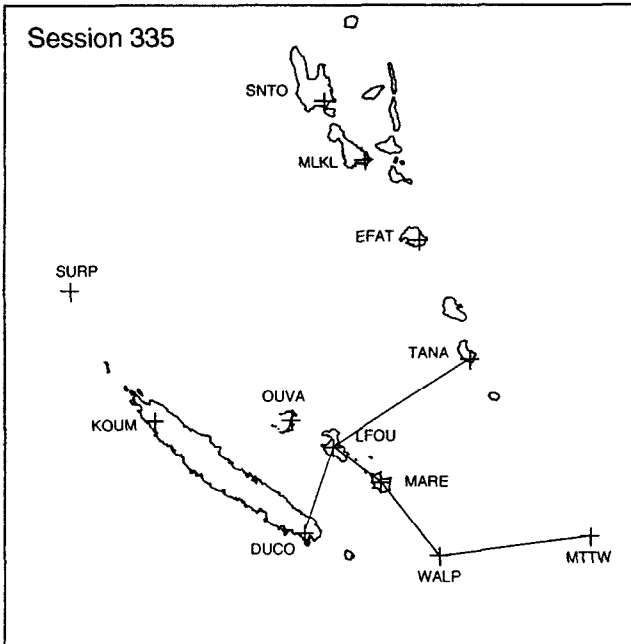 Session 335
SNTO
MLKL
EFAT
SURP
TANA
OUVA
KOUM
LFOU
MARE
DUCO
WALP
MTTW